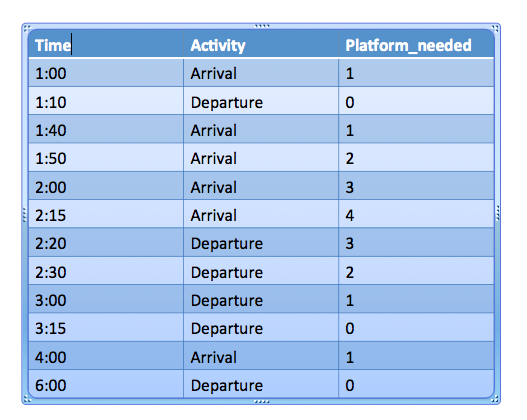 Time Activity Platform_needed
1:00 Arrival 1
1:10 Departure 0
1:40 Arrival 1
1:50 Arrival 2
2:00 Arrival 3
2:15 Arrival 4
2:20 Departure 3
2:30 Departure 2
3:00 Departure 1
3:15 Departure 0
4:00 Arrival 1
6:00 Departure 0